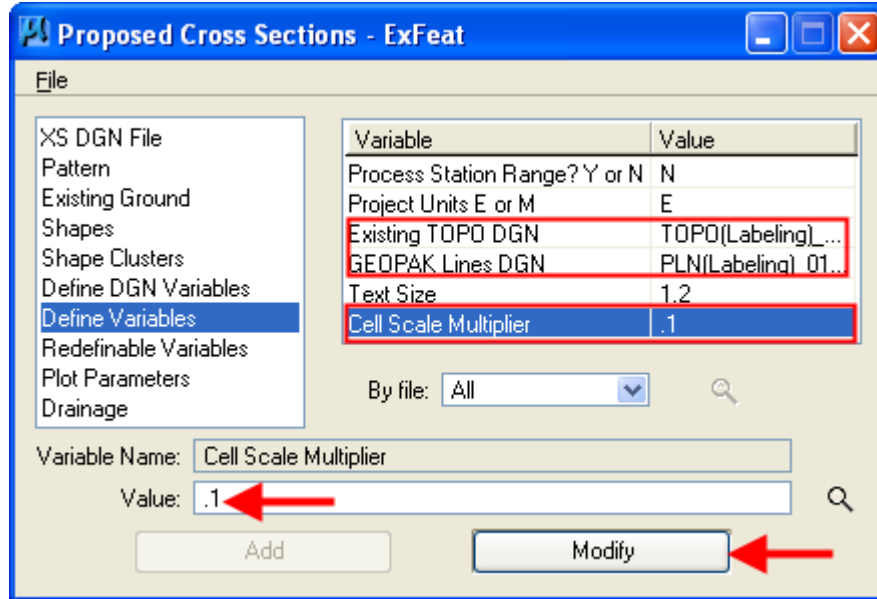 Proposed Cross Sections - ExFeat
File
XS DGN File
Pattern
Existing Ground
Shapes
Shape Clusters
Define DGN Variables
Define Variables
Redefinable Variables
Plot Parameters
Drainage
Variable Value
Process Station Range? Y or N N
Project Units E or M E
Existing TOPO DGN TOPO(Labeling)_...
GEOPAK Lines DGN PLN(Labeling)_01...
Text Size 1.2
Cell Scale Multiplier .1
By file: All
Variable Name: Cell Scale Multiplier
Value: .1
Add Modify